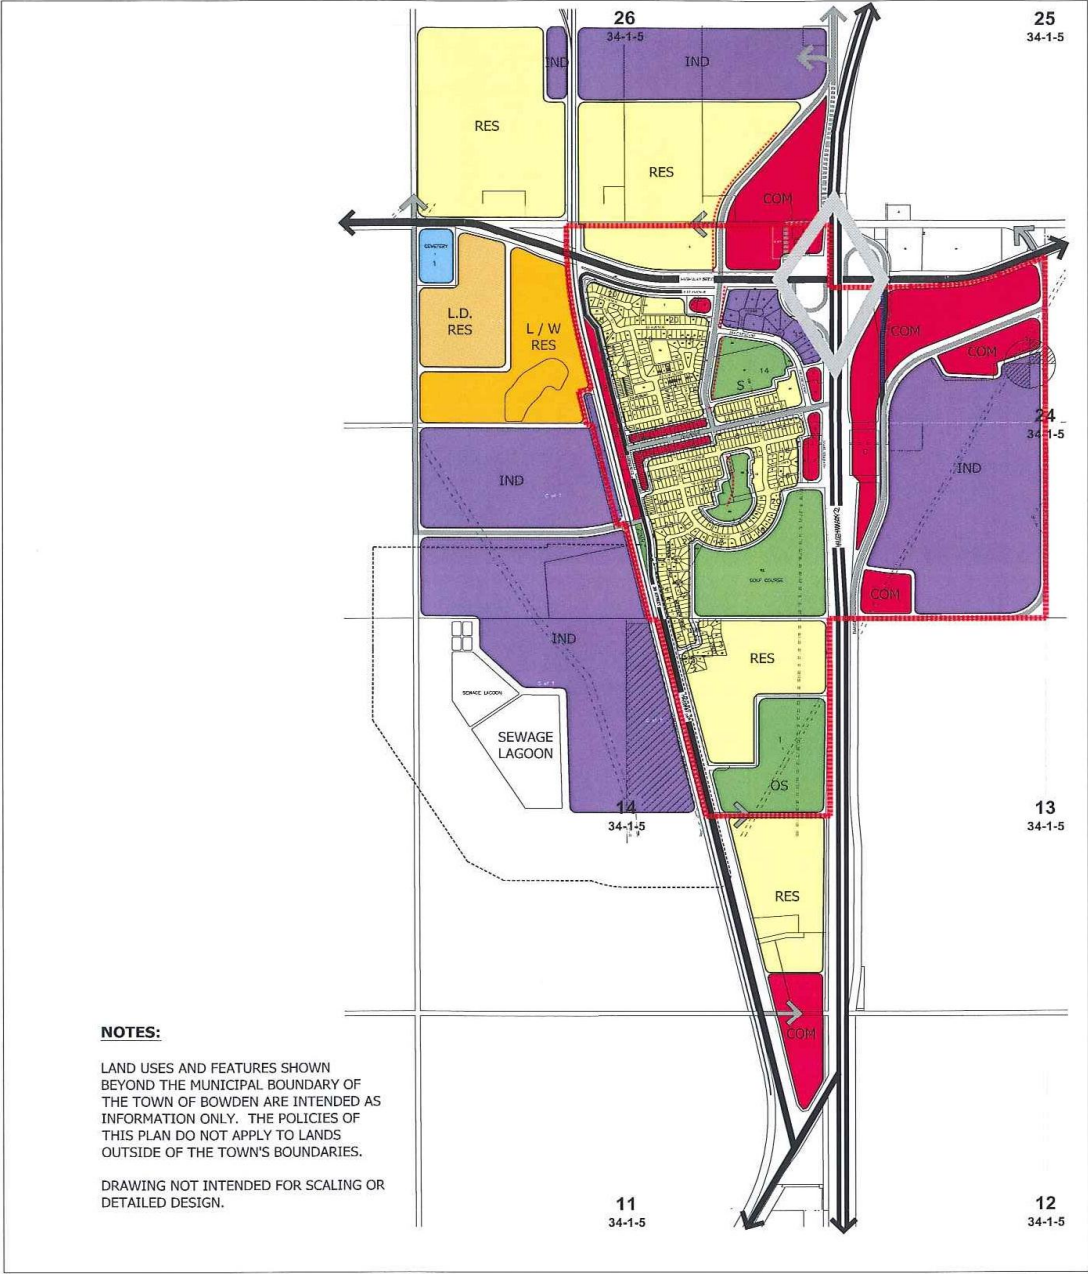 26
34-1-5
25
34-1-5
IND
IND
RES
RES
COM
CEMETERY
1
L.D.
RES
L / W
RES
COM
COM
14
S
24
34-1-5
IND
IND
HIGHWAY 2
GOLF COURSE
COM
IND
RES
SEWAGE LAGOON
SEWAGE
LAGOON
1
OS
14
34-1-5
13
34-1-5
RES
COM
NOTES:
LAND USES AND FEATURES SHOWN
BEYOND THE MUNICIPAL BOUNDARY OF
THE TOWN OF BOWDEN ARE INTENDED AS
INFORMATION ONLY. THE POLICIES OF
THIS PLAN DO NOT APPLY TO LANDS
OUTSIDE OF THE TOWN'S BOUNDARIES.
DRAWING NOT INTENDED FOR SCALING OR
DETAILED DESIGN.
11
34-1-5
12
34-1-5